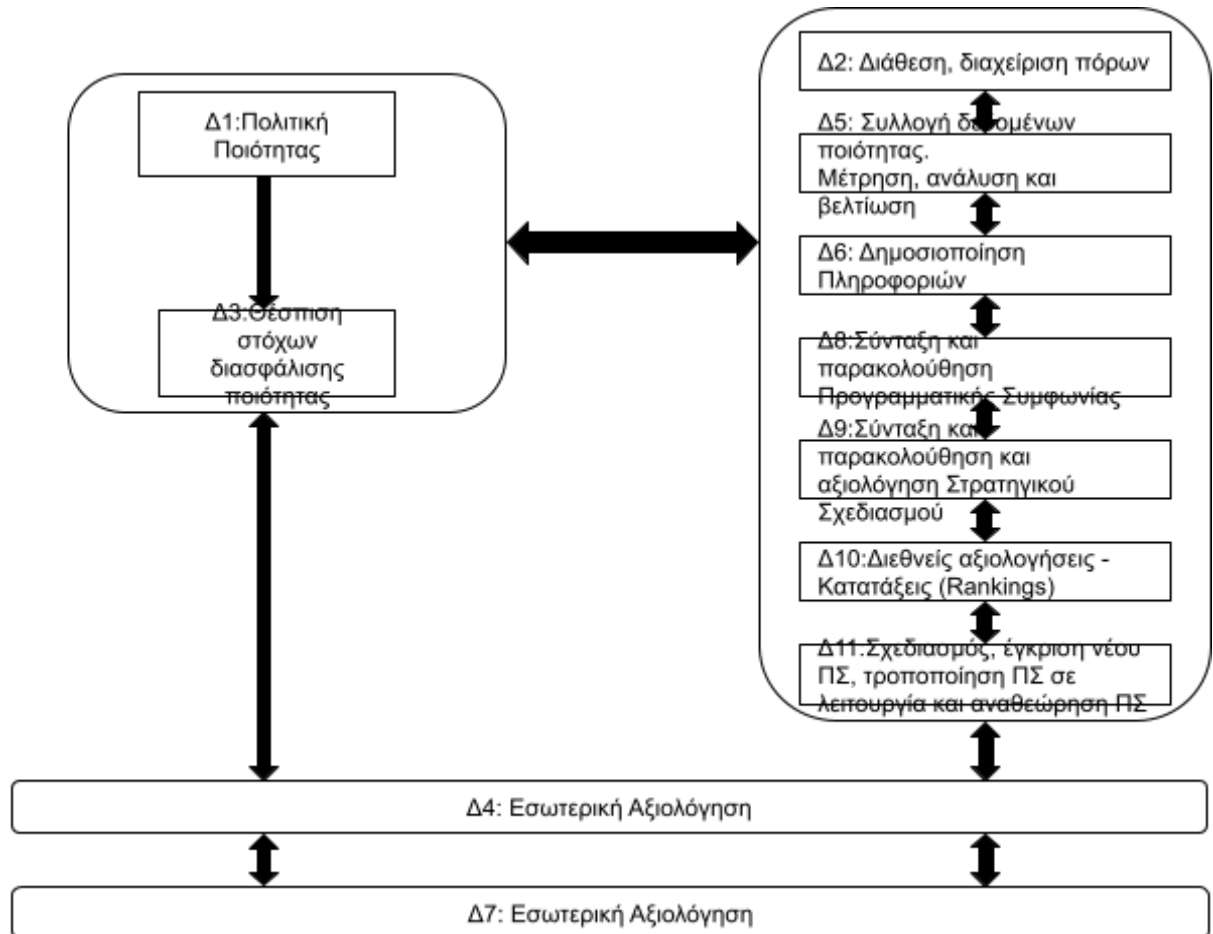 Δ1:Πολιτική
Ποιότητας
Δ3:Θέσπιση
στόχων
διασφάλισης
ποιότητας
Δ2: Διάθεση, διαχείριση πόρων
Δ5: Συλλογή δεδομένων
ποιότητας.
Μέτρηση, ανάλυση και
βελτίωση
Δ6: Δημοσιοποίηση
Πληροφοριών
Δ8:Σύνταξη και
παρακολούθηση
Προγραμματικής Συμφωνίας
Δ9:Σύνταξη και
παρακολούθηση και
αξιολόγηση Στρατηγικού
Σχεδιασμού
Δ10:Διεθνείς αξιολογήσεις -
Κατατάξεις (Rankings)
Δ11:Σχεδιασμός, έγκριση νέου
ΠΣ, τροποποίηση ΠΣ σε
λειτουργία και αναθεώρηση ΠΣ
Δ4: Εσωτερική Αξιολόγηση
Δ7: Εσωτερική Αξιολόγηση